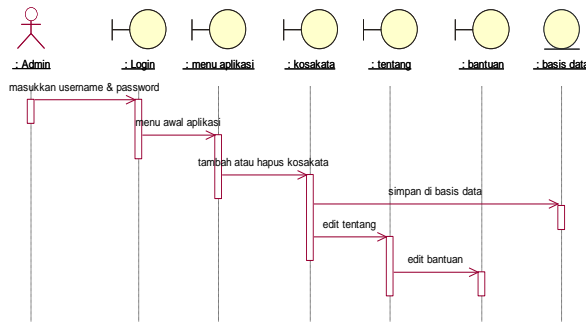 : Admin
: Login
: menu aplikasi
: kosakata
: tentang
: bantuan
: basis data
masukkan username & password
menu awal aplikasi
tambah atau hapus kosakata
simpan di basis data
edit tentang
edit bantuan